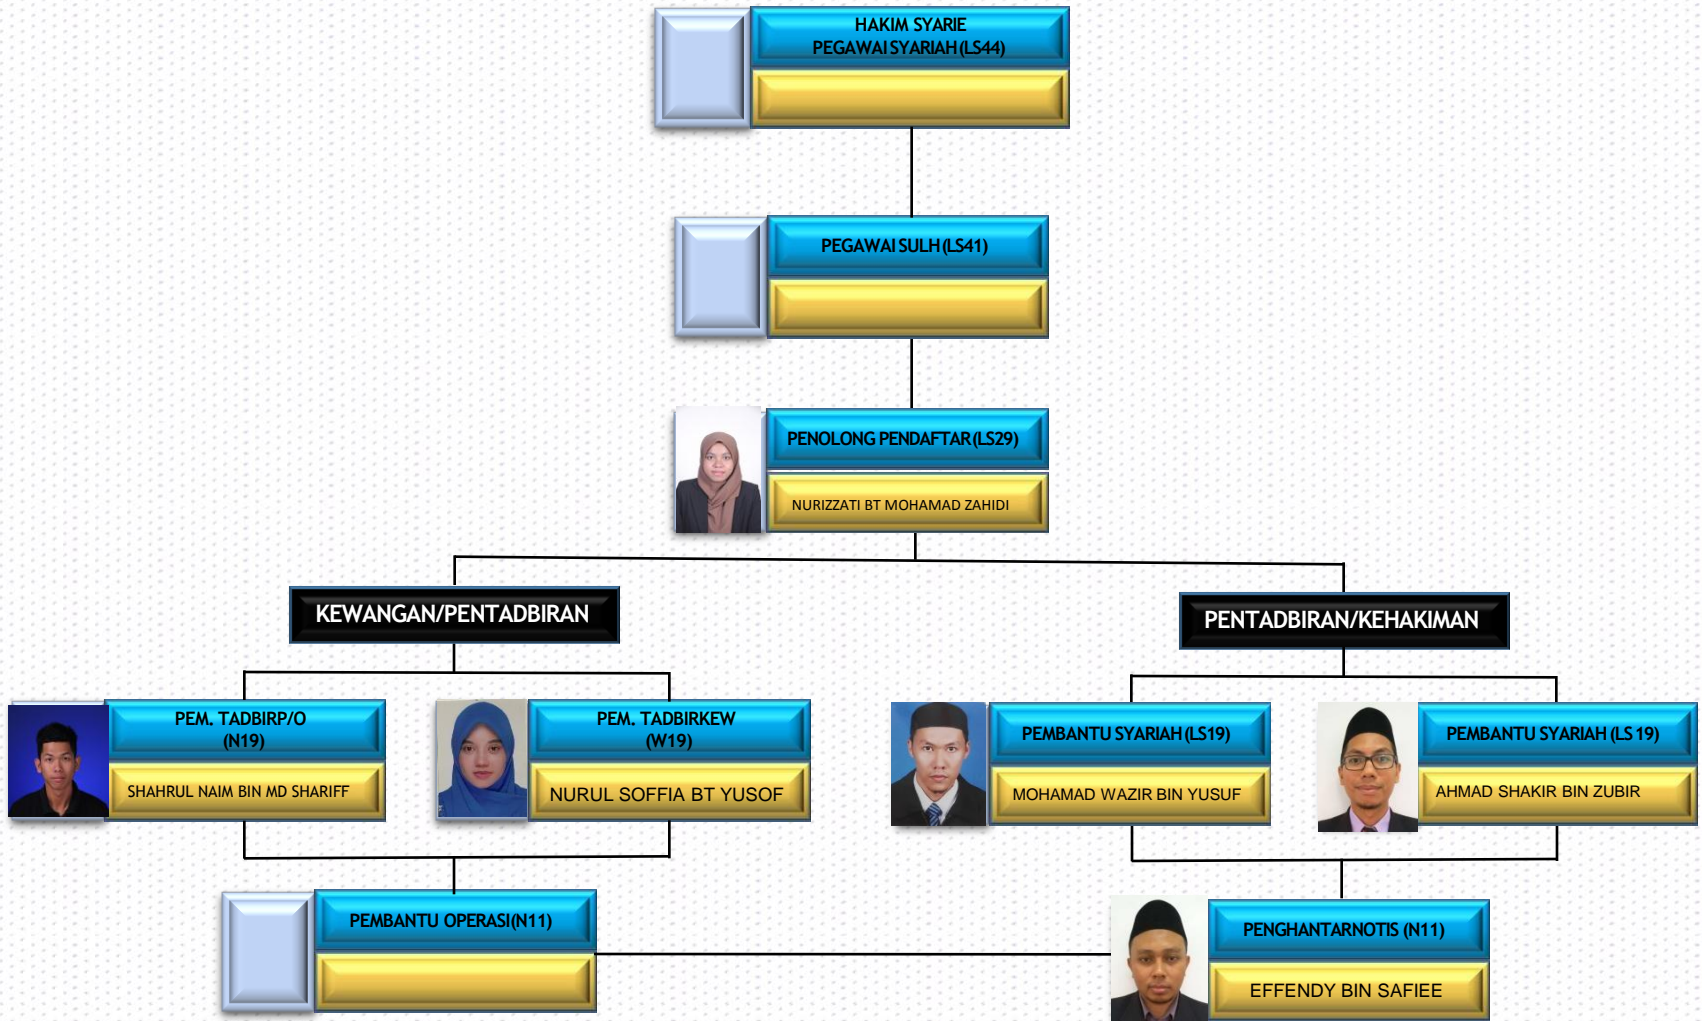 HAKIM SYARIE
PEGAWAI SYARIAH (LS44)
PEGAWAI SULH (LS41)
PENOLONG PENDAFTAR (LS29)
NURIZZATI BT MOHAMAD ZAHIDI
KEWANGAN/PENTADBIRAN
PENTADBIRAN/KEHAKIMAN
PEM. TADBIRP/O
(N19)
SHAHRUL NAIM BIN MD SHARIFF
PEM. TADBIRKEW
(W19)
NURUL SOFFIA BT YUSOF
PEMBANTU SYARIAH (LS19)
MOHAMAD WAZIR BIN YUSUF
PEMBANTU SYARIAH (LS 19)
AHMAD SHAKIR BIN ZUBIR
PEMBANTU OPERASI(N11)
PENGHANTARNOTIS (N11)
EFFENDY BIN SAFIEE